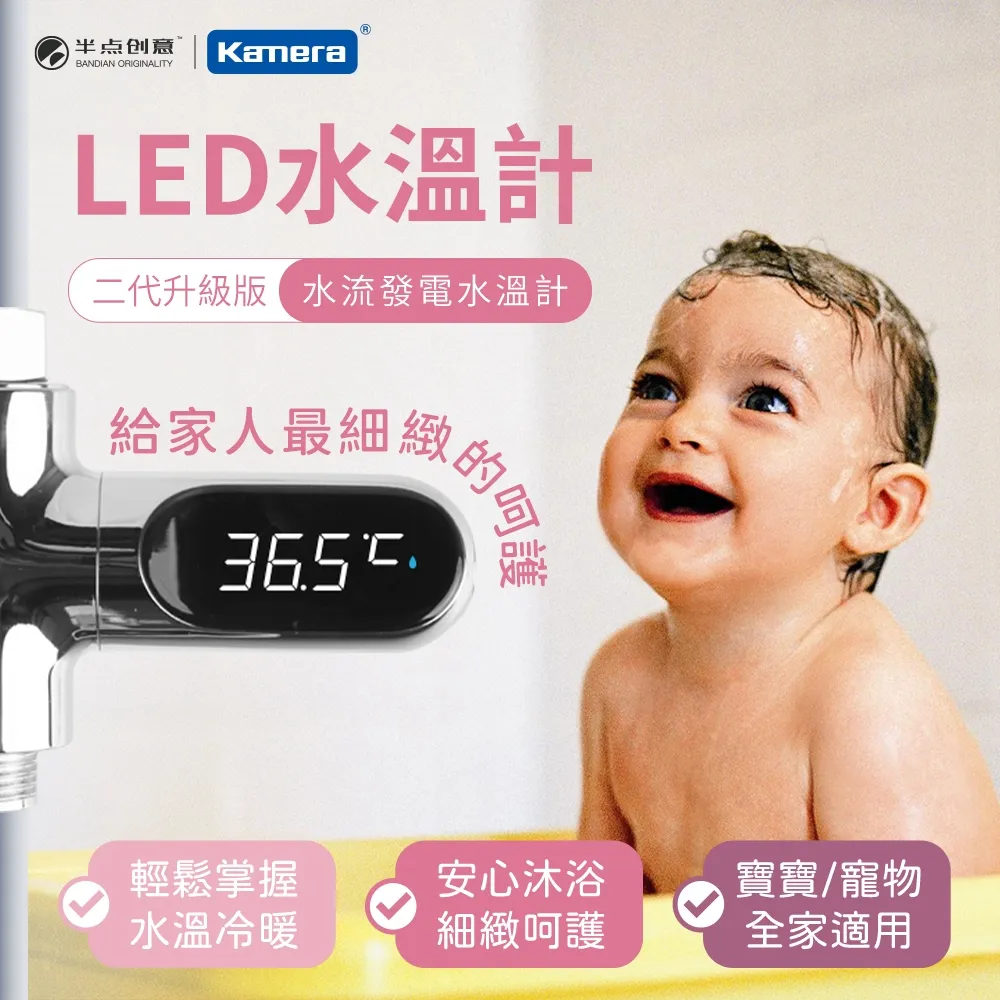 半点创意™
BANDIAN ORIGINALITY
Kamera®
LED水溫計
二代升級版
水流發電水溫計
給家人最細緻的呵護
36.5℃
輕鬆掌握
水溫冷暖
安心沐浴
細緻呵護
寶寶/寵物
全家適用